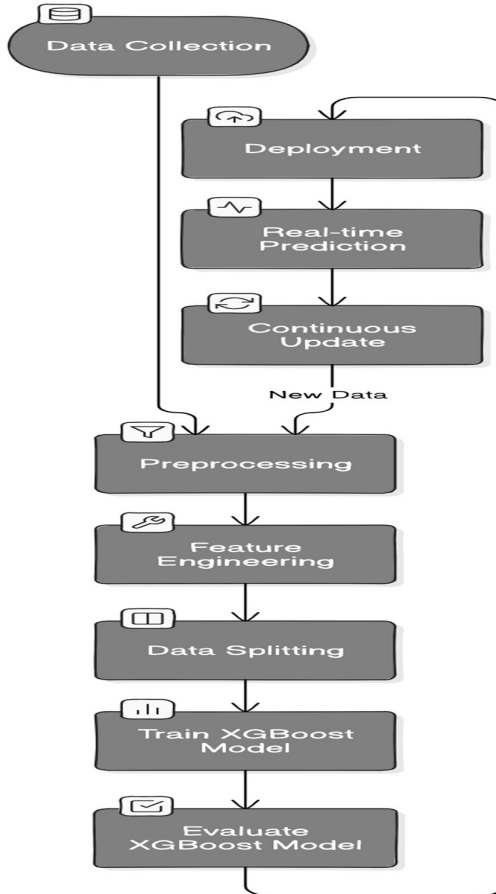 Data Collection
Deployment
Real-time
Prediction
Continuous
Update
New Data
Preprocessing
Feature
Engineering
Data Splitting
Train XGBoost
Model
Evaluate
XGBoost Model